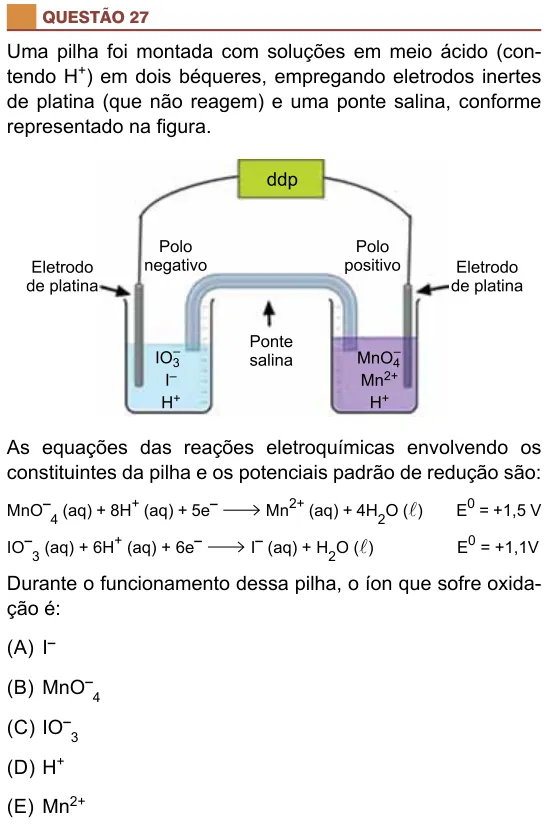 QUESTÃO 27
Uma pilha foi montada com soluções em meio ácido (con-
tendo H⁺) em dois béqueres, empregando eletrodos inertes
de platina (que não reagem) e uma ponte salina, conforme
representado na figura.
ddp
Polo
negativo
Polo
positivo
Eletrodo
de platina
Eletrodo
de platina
Ponte
salina
IO₃⁻
I⁻
H⁺
MnO₄⁻
Mn²⁺
H⁺
As equações das reações eletroquímicas envolvendo os
constituintes da pilha e os potenciais padrão de redução são:
MnO⁻₄ (aq) + 8H⁺ (aq) + 5e⁻ ⟶ Mn²⁺ (aq) + 4H₂O (ℓ) E⁰ = +1,5 V
IO⁻₃ (aq) + 6H⁺ (aq) + 6e⁻ ⟶ I⁻ (aq) + H₂O (ℓ) E⁰ = +1,1V
Durante o funcionamento dessa pilha, o íon que sofre oxida-
ção é:
(A) I⁻
(B) MnO⁻₄
(C) IO⁻₃
(D) H⁺
(E) Mn²⁺